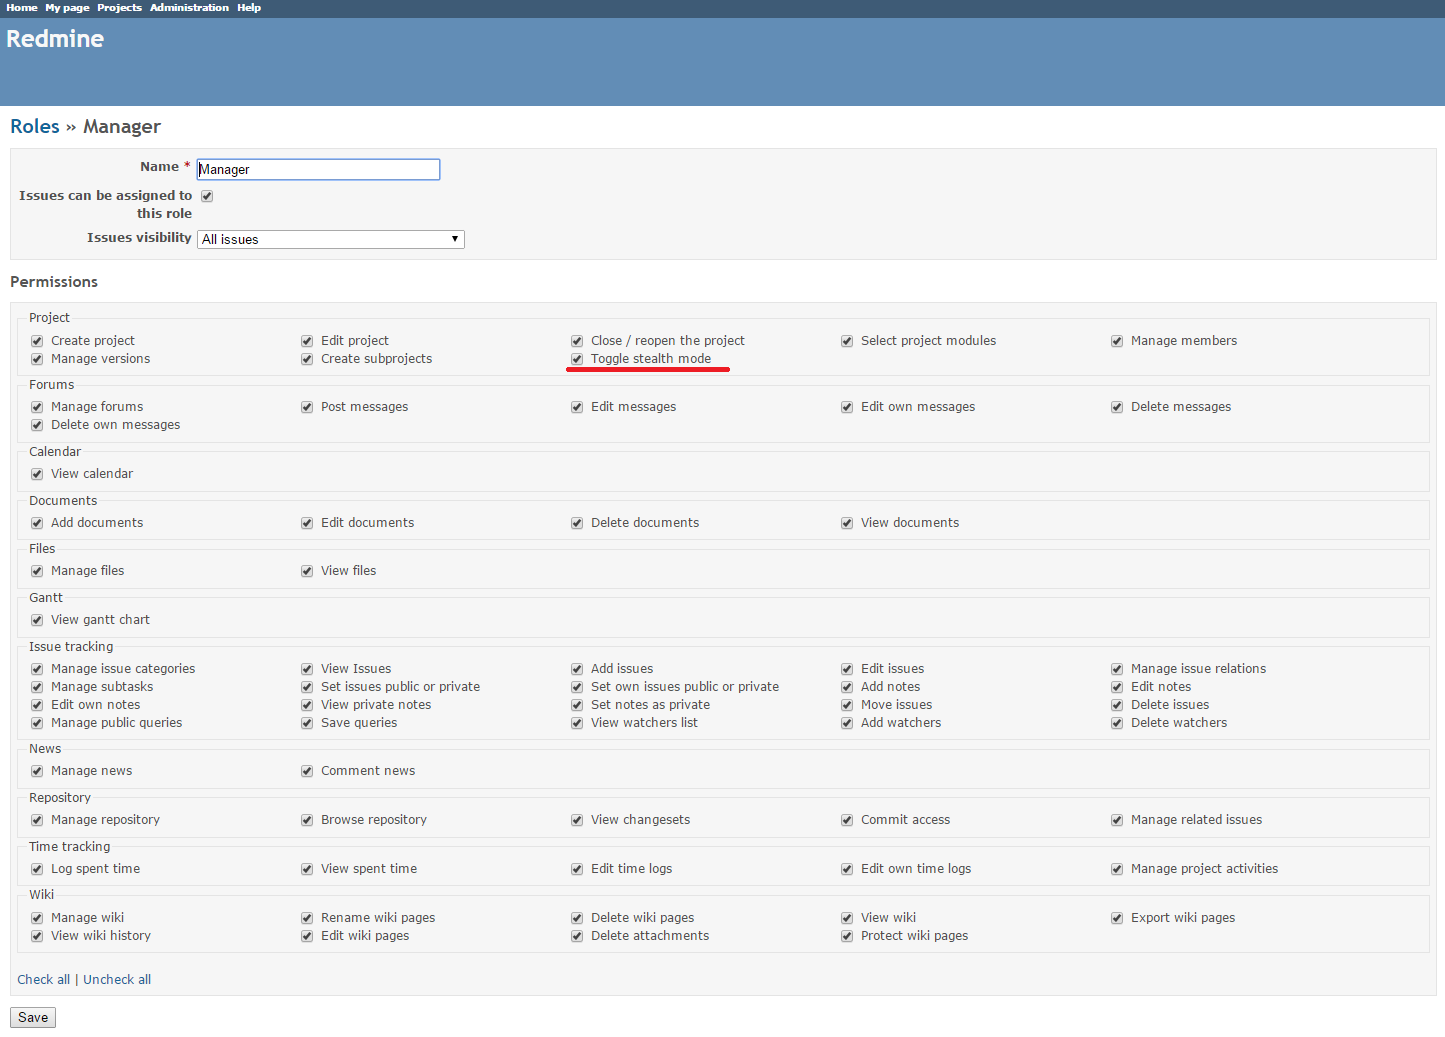 Home My page Projects Administration Help
Redmine
Roles » Manager
Name * Manager
Issues can be assigned to
this role
Issues visibility All issues
Permissions
Project
Create project Edit project Close / reopen the project Select project modules Manage members
Manage versions Create subprojects Toggle stealth mode
Forums
Manage forums Post messages Edit messages Edit own messages Delete messages
Delete own messages
Calendar
View calendar
Documents
Add documents Edit documents Delete documents View documents
Files
Manage files View files
Gantt
View gantt chart
Issue tracking
Manage issue categories View Issues Add issues Edit issues Manage issue relations
Manage subtasks Set issues public or private Set own issues public or private Add notes Edit notes
Edit own notes View private notes Set notes as private Move issues Delete issues
Manage public queries Save queries View watchers list Add watchers Delete watchers
News
Manage news Comment news
Repository
Manage repository Browse repository View changesets Commit access Manage related issues
Time tracking
Log spent time View spent time Edit time logs Edit own time logs Manage project activities
Wiki
Manage wiki Rename wiki pages Delete wiki pages View wiki Export wiki pages
View wiki history Edit wiki pages Delete attachments Protect wiki pages
Check all | Uncheck all
Save